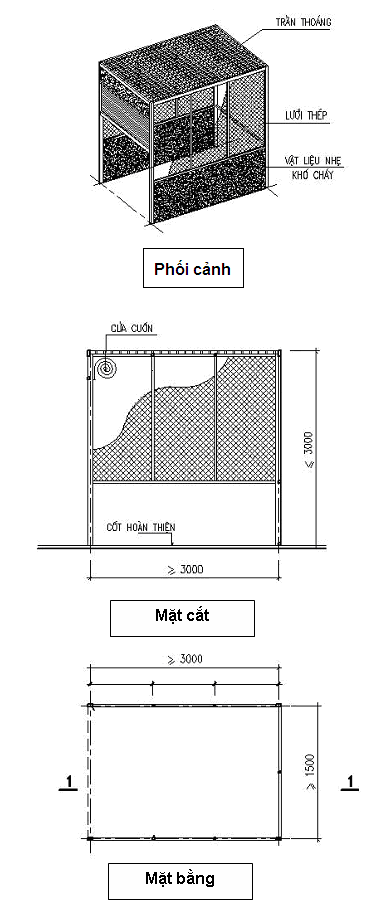 TRẦN THOÁNG
LƯỚI THÉP
VẬT LIỆU NHẸ
KHÓ CHÁY
Phối cảnh
CỬA CUỐN
≤ 3000
CỐT HOÀN THIỆN
≥ 3000
Mặt cắt
≥ 3000
1
≥ 1500
1
Mặt bằng